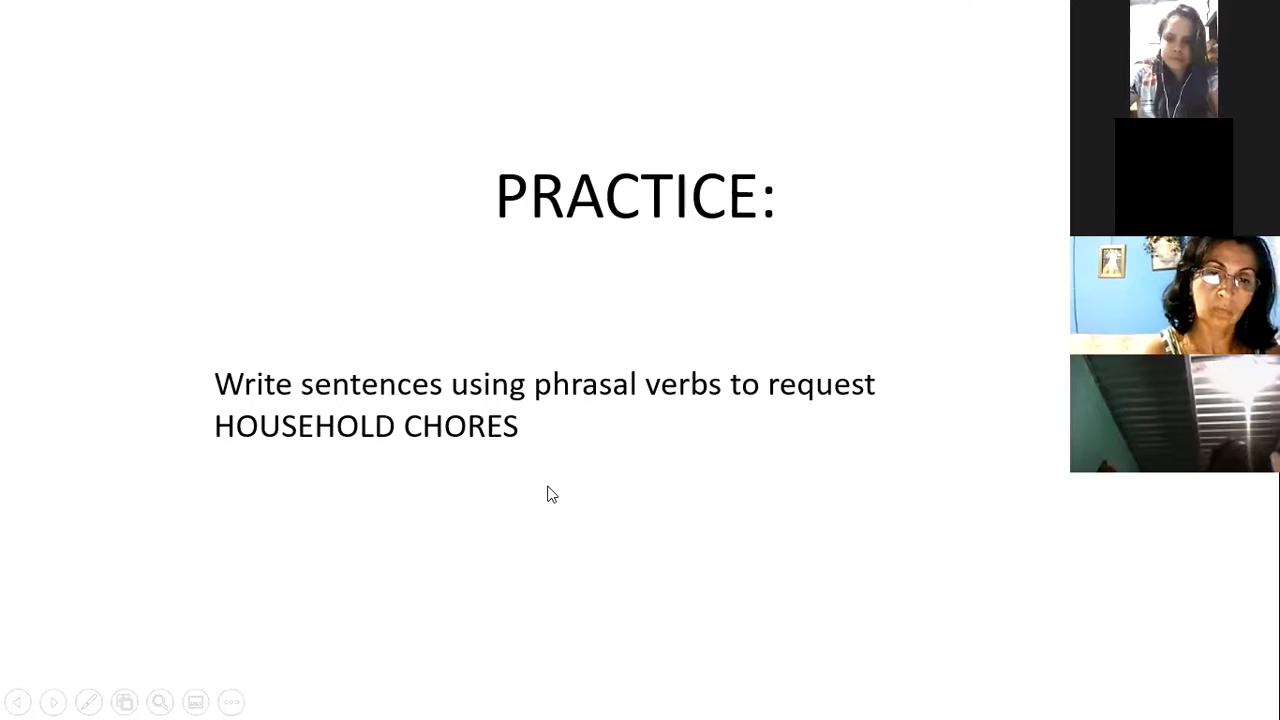 PRACTICE:
Write sentences using phrasal verbs to request
HOUSEHOLD CHORES